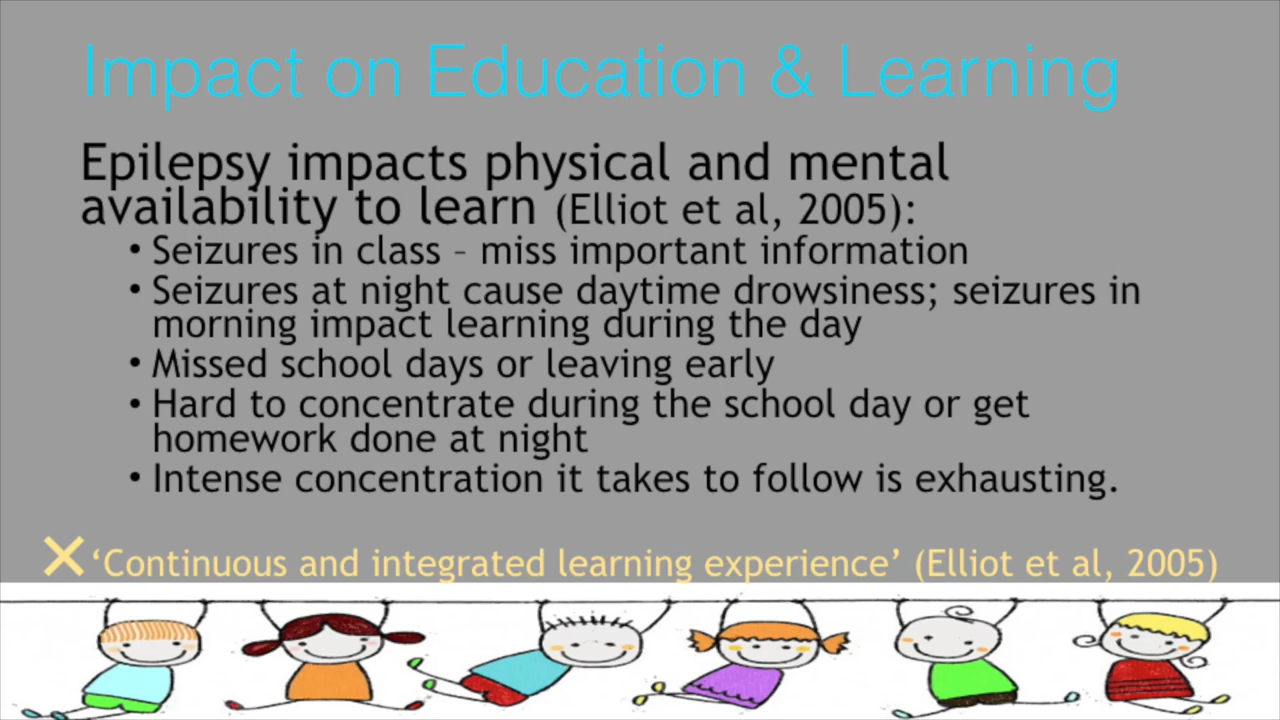 Impact on Education & Learning
Epilepsy impacts physical and mental
availability to learn (Elliot et al, 2005):
• Seizures in class – miss important information
• Seizures at night cause daytime drowsiness; seizures in
morning impact learning during the day
• Missed school days or leaving early
• Hard to concentrate during the school day or get
homework done at night
• Intense concentration it takes to follow is exhausting.
✕ ‘Continuous and integrated learning experience’ (Elliot et al, 2005)